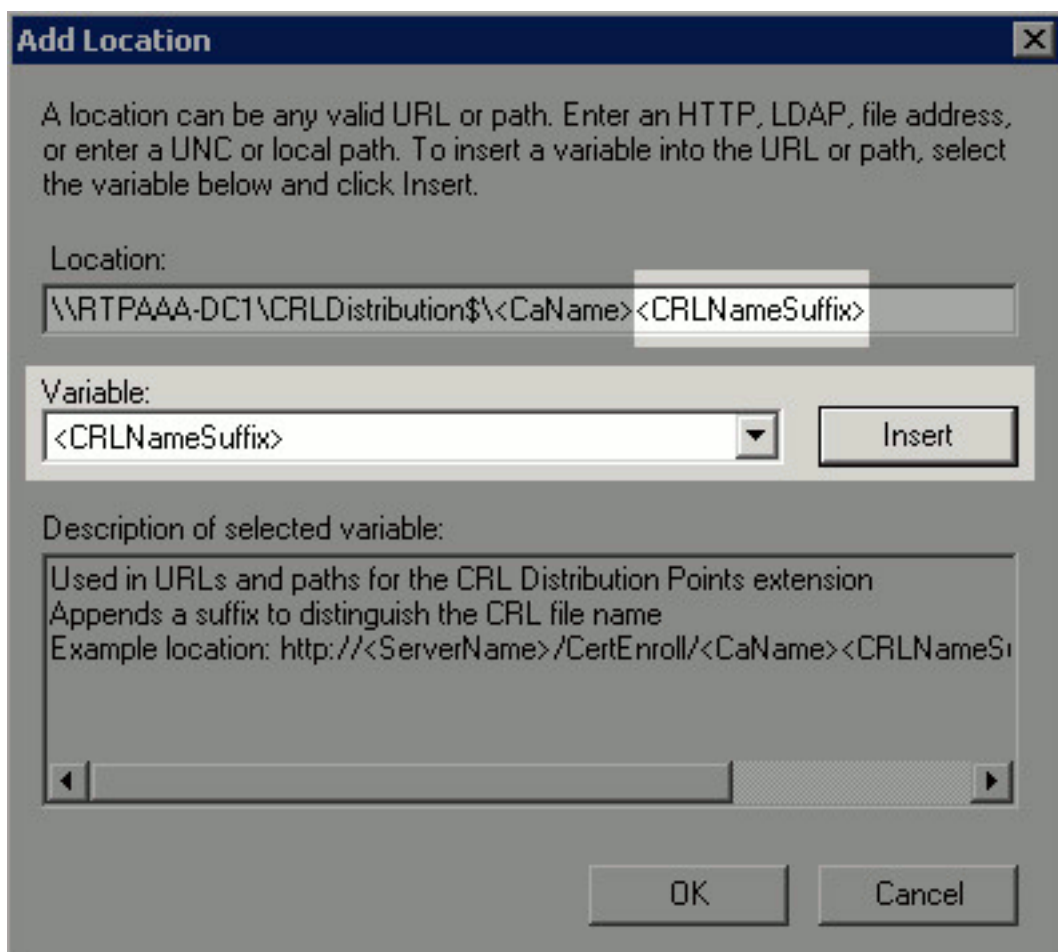 Add Location
A location can be any valid URL or path. Enter an HTTP, LDAP, file address,
or enter a UNC or local path. To insert a variable into the URL or path, select
the variable below and click Insert.
Location:
\\RTPAAA-DC1\CRLDistribution$\<CaName><CRLNameSuffix>
Variable:
<CRLNameSuffix>
Insert
Description of selected variable:
Used in URLs and paths for the CRL Distribution Points extension
Appends a suffix to distinguish the CRL file name
Example location: http://<ServerName>/CertEnroll/<CaName><CRLNameSu
OK
Cancel